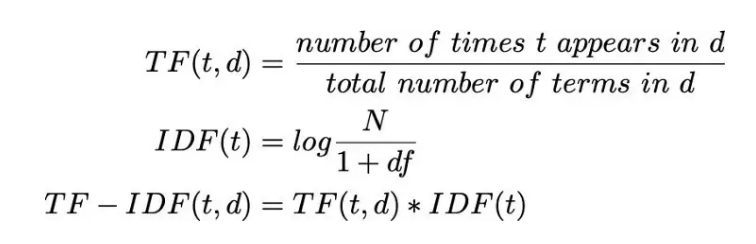 TF(t, d) = number of times t appears in d / total number of terms in d
IDF(t) = log N / 1 + df
TF − IDF(t, d) = TF(t, d) * IDF(t)